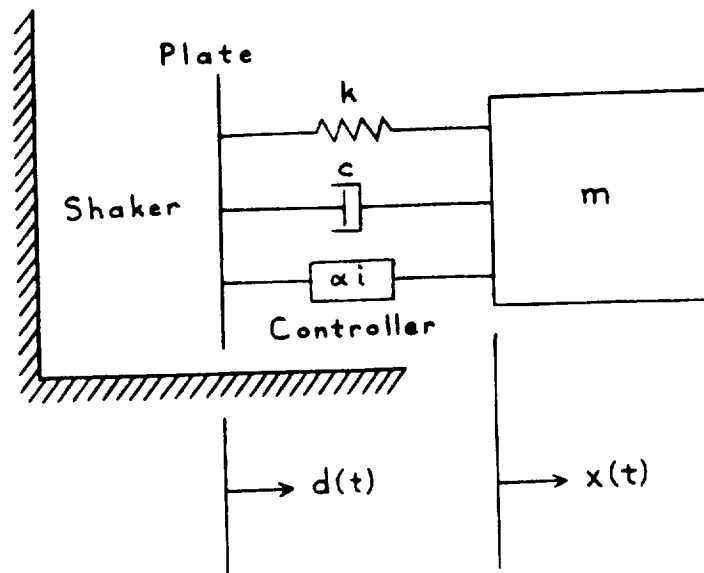 Plate
k
c
Shaker
m
αi
Controller
d(t)
x(t)